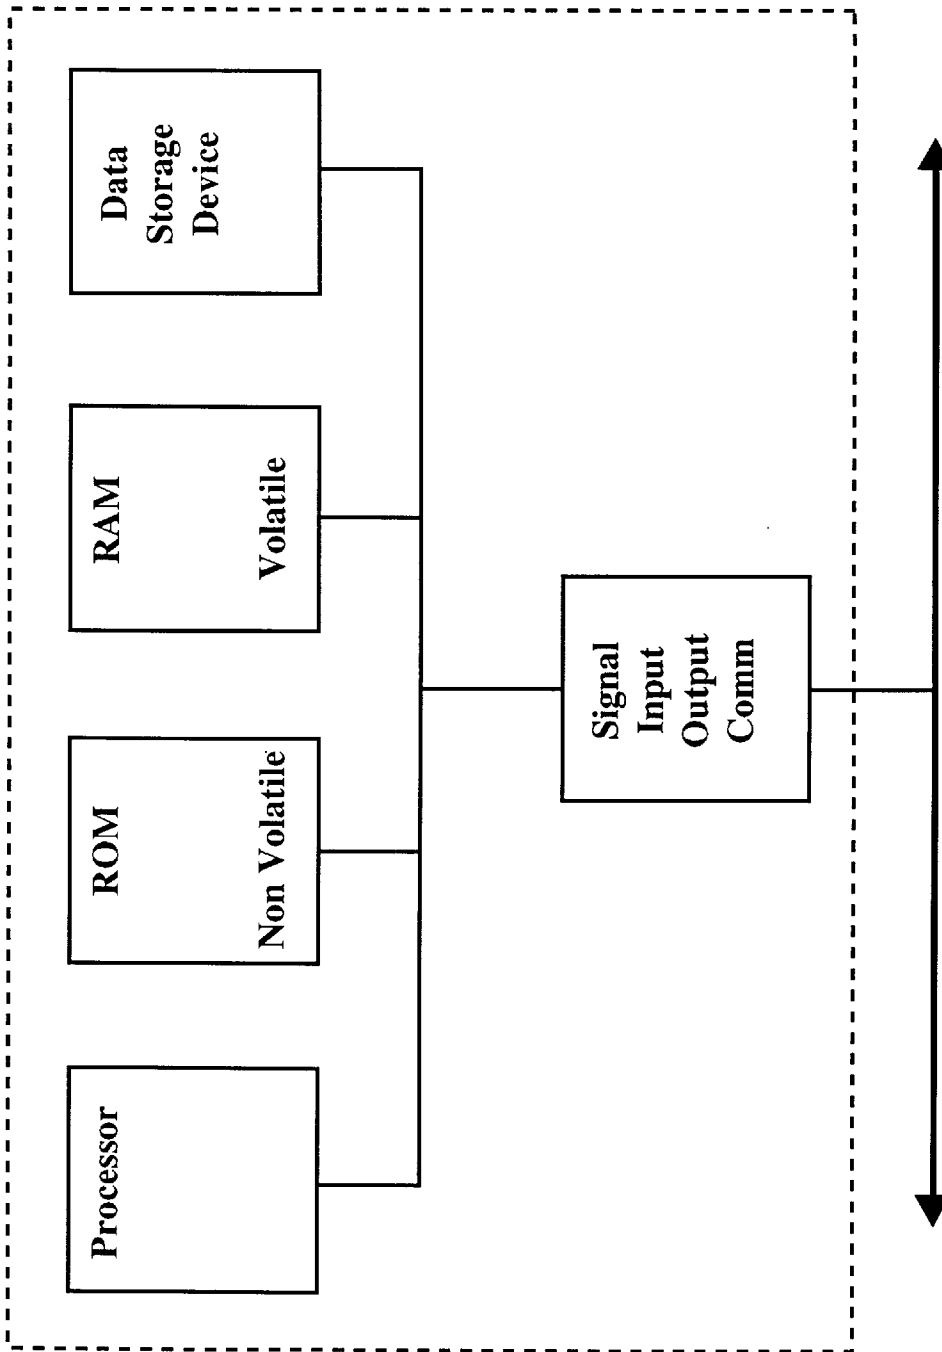 Processor
ROM
Non Volatile
RAM
Volatile
Data
Storage
Device
Signal
Input
Output
Comm